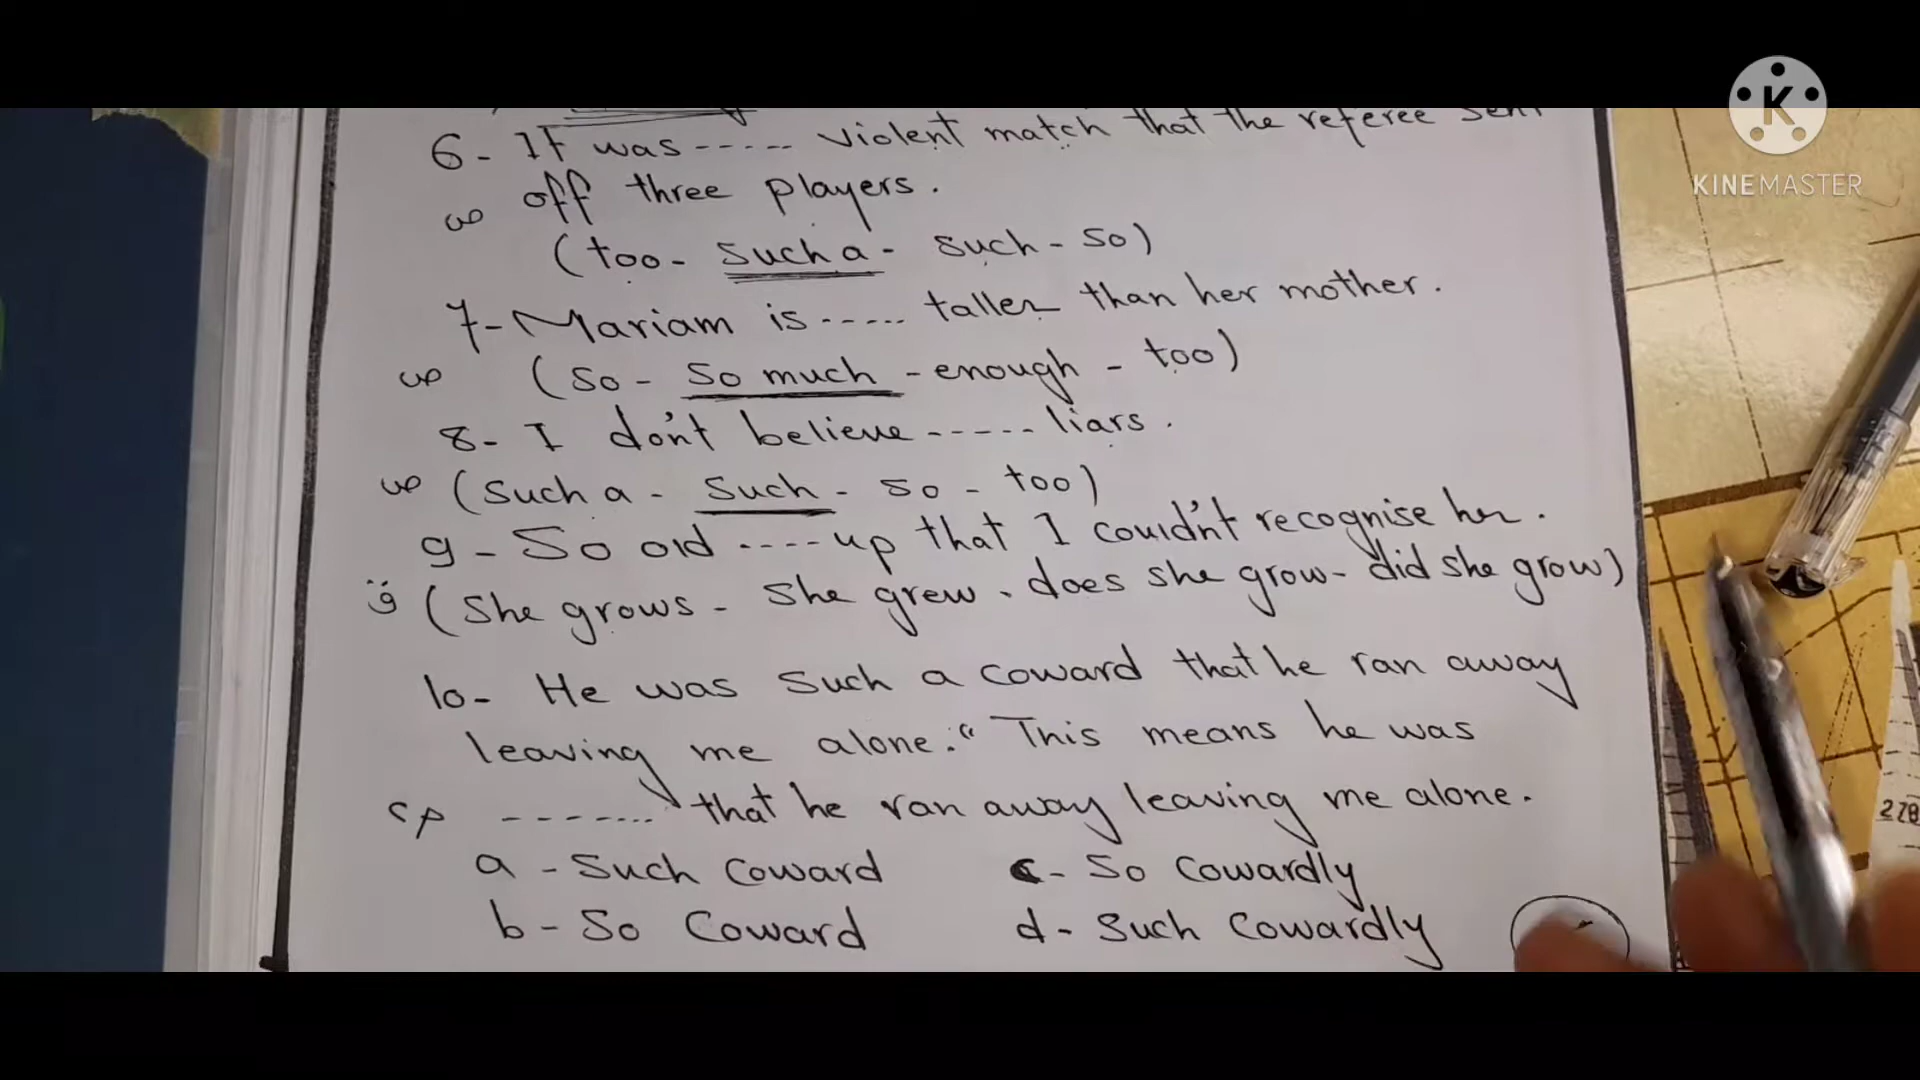 6- It was ----- violent match that the referee sent
off three players.
(too - such a - such - so)
7- Mariam is ----- taller than her mother.
(so - so much - enough - too)
8- I don't believe ----- liars.
(such a - such - so - too)
9- So old ---- up that I couldn't recognise her.
(she grows - she grew - does she grow - did she grow)
10- He was such a coward that he ran away
leaving me alone." This means he was
------- that he ran away leaving me alone.
a - Such Coward c- So Cowardly
b - So Coward d- Such Cowardly
KINEMASTER
K
278